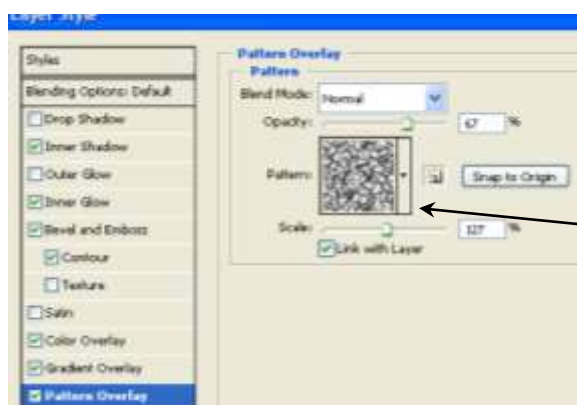 Layer Style
Styles
Blending Options: Default
Drop Shadow
Inner Shadow
Outer Glow
Inner Glow
Bevel and Emboss
Contour
Texture
Satin
Color Overlay
Gradient Overlay
Pattern Overlay
Pattern Overlay
Pattern
Blend Mode: Normal
Opacity: 67 %
Pattern: Snap to Origin
Scale: 127 %
Link with Layer